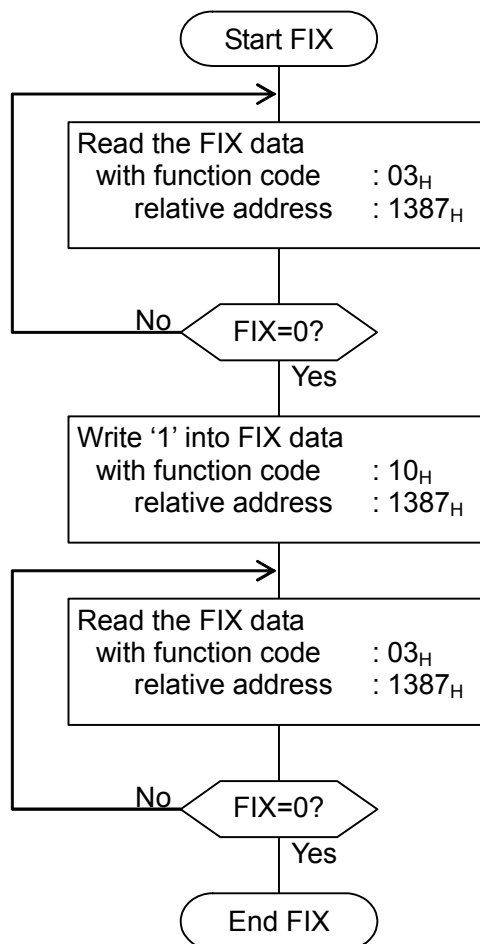 Start FIX
Read the FIX data
with function code : 03H
relative address : 1387H
No
FIX=0?
Yes
Write ‘1’ into FIX data
with function code : 10H
relative address : 1387H
Read the FIX data
with function code : 03H
relative address : 1387H
No
FIX=0?
Yes
End FIX